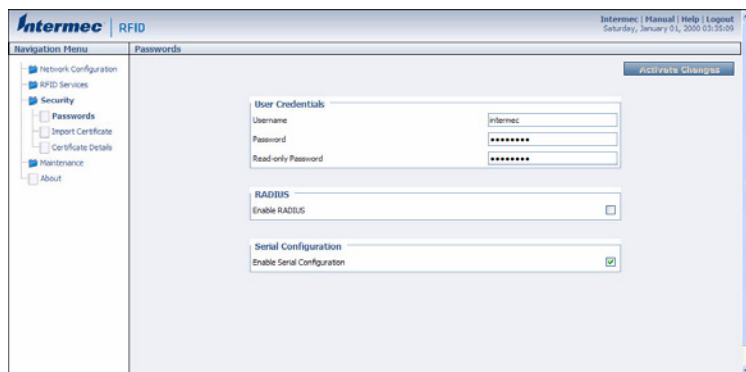 Intermec | RFID
Intermec | Manual | Help | Logout
Saturday, January 01, 2000 03:35:09
Navigation Menu
Passwords
Network Configuration
RFID Services
Security
Passwords
Import Certificate
Certificate Details
Maintenance
About
Activate Changes
User Credentials
Username
intermec
Password
••••••••
Read-only Password
••••••••
RADIUS
Enable RADIUS
Serial Configuration
Enable Serial Configuration